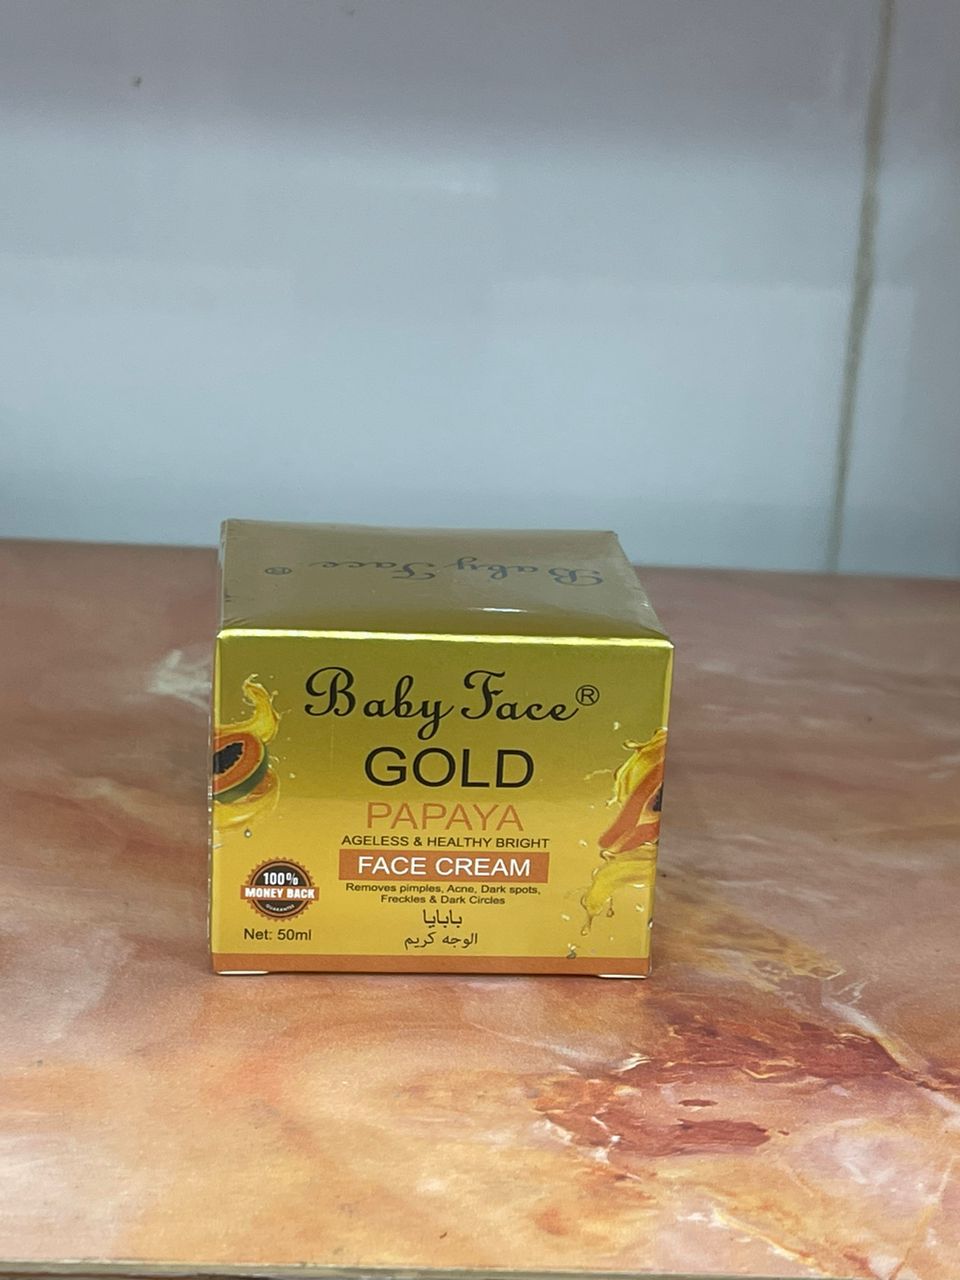 Baby Face ®
Baby Face®
GOLD
PAPAYA
AGELESS & HEALTHY BRIGHT
FACE CREAM
Removes pimples, Acne, Dark spots,
Freckles & Dark Circles
بابايا
الوجه كريم
100%
MONEY BACK
GUARANTEE
Net: 50ml